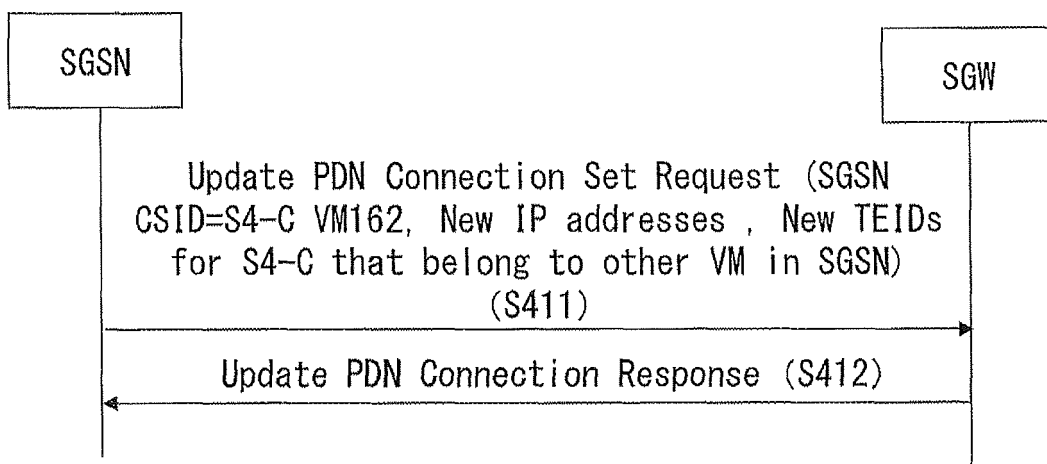 SGSN
SGW
Update PDN Connection Set Request (SGSN
CSID=S4-C VM162, New IP addresses , New TEIDs
for S4-C that belong to other VM in SGSN)
(S411)
Update PDN Connection Response (S412)